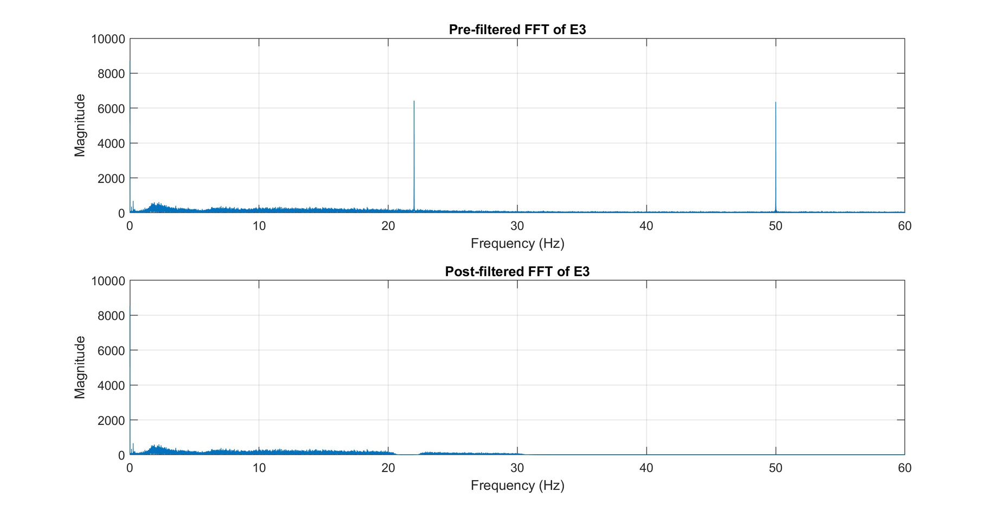 Pre-filtered FFT of E3
10000
8000
6000
4000
2000
0
Magnitude
0 10 20 30 40 50 60
Frequency (Hz)
Post-filtered FFT of E3
10000
8000
6000
4000
2000
0
Magnitude
0 10 20 30 40 50 60
Frequency (Hz)